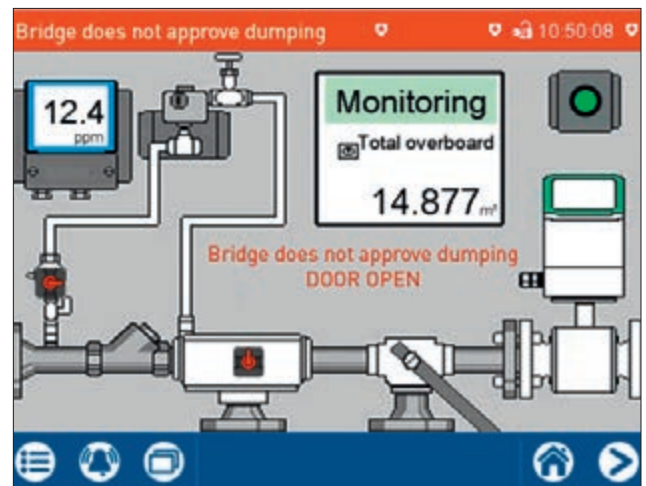 Bridge does not approve dumping
10:50:08
12.4
ppm
Monitoring
Total overboard
14.877 m³
Bridge does not approve dumping
DOOR OPEN